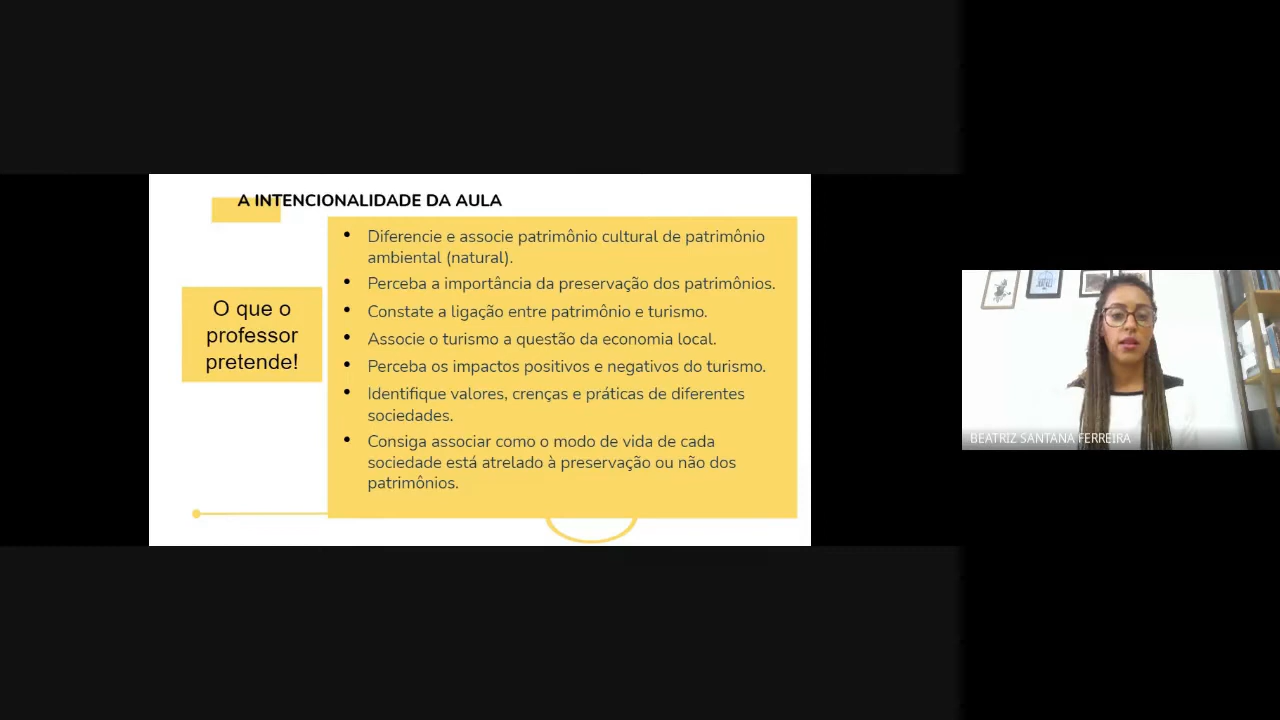 A INTENCIONALIDADE DA AULA
O que o
professor
pretende!
• Diferencie e associe patrimônio cultural de patrimônio
ambiental (natural).
• Perceba a importância da preservação dos patrimônios.
• Constate a ligação entre patrimônio e turismo.
• Associe o turismo a questão da economia local.
• Perceba os impactos positivos e negativos do turismo.
• Identifique valores, crenças e práticas de diferentes
sociedades.
• Consiga associar como o modo de vida de cada
sociedade está atrelado à preservação ou não dos
patrimônios.
BEATRIZ SANTANA FERREIRA